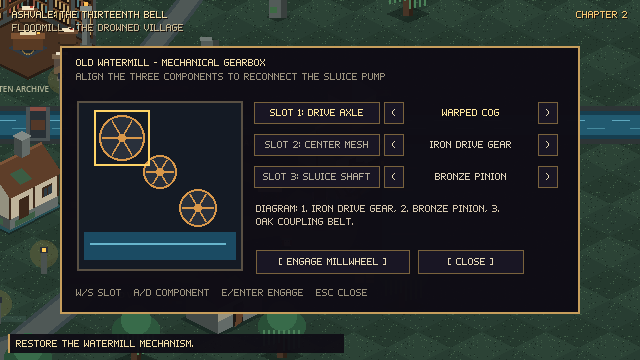 ASHVALE: THE THIRTEENTH BELL
FLOODMILL - THE DROWNED VILLAGE
CHAPTER 2
TEN ARCHIVE
OLD WATERMILL - MECHANICAL GEARBOX
ALIGN THE THREE COMPONENTS TO RECONNECT THE SLUICE PUMP
SLOT 1: DRIVE AXLE < WARPED COG >
SLOT 2: CENTER MESH < IRON DRIVE GEAR >
SLOT 3: SLUICE SHAFT < BRONZE PINION >
DIAGRAM: 1. IRON DRIVE GEAR, 2. BRONZE PINION, 3.
OAK COUPLING BELT.
[ ENGAGE MILLWHEEL ] [ CLOSE ]
W/S SLOT A/D COMPONENT E/ENTER ENGAGE ESC CLOSE
RESTORE THE WATERMILL MECHANISM.